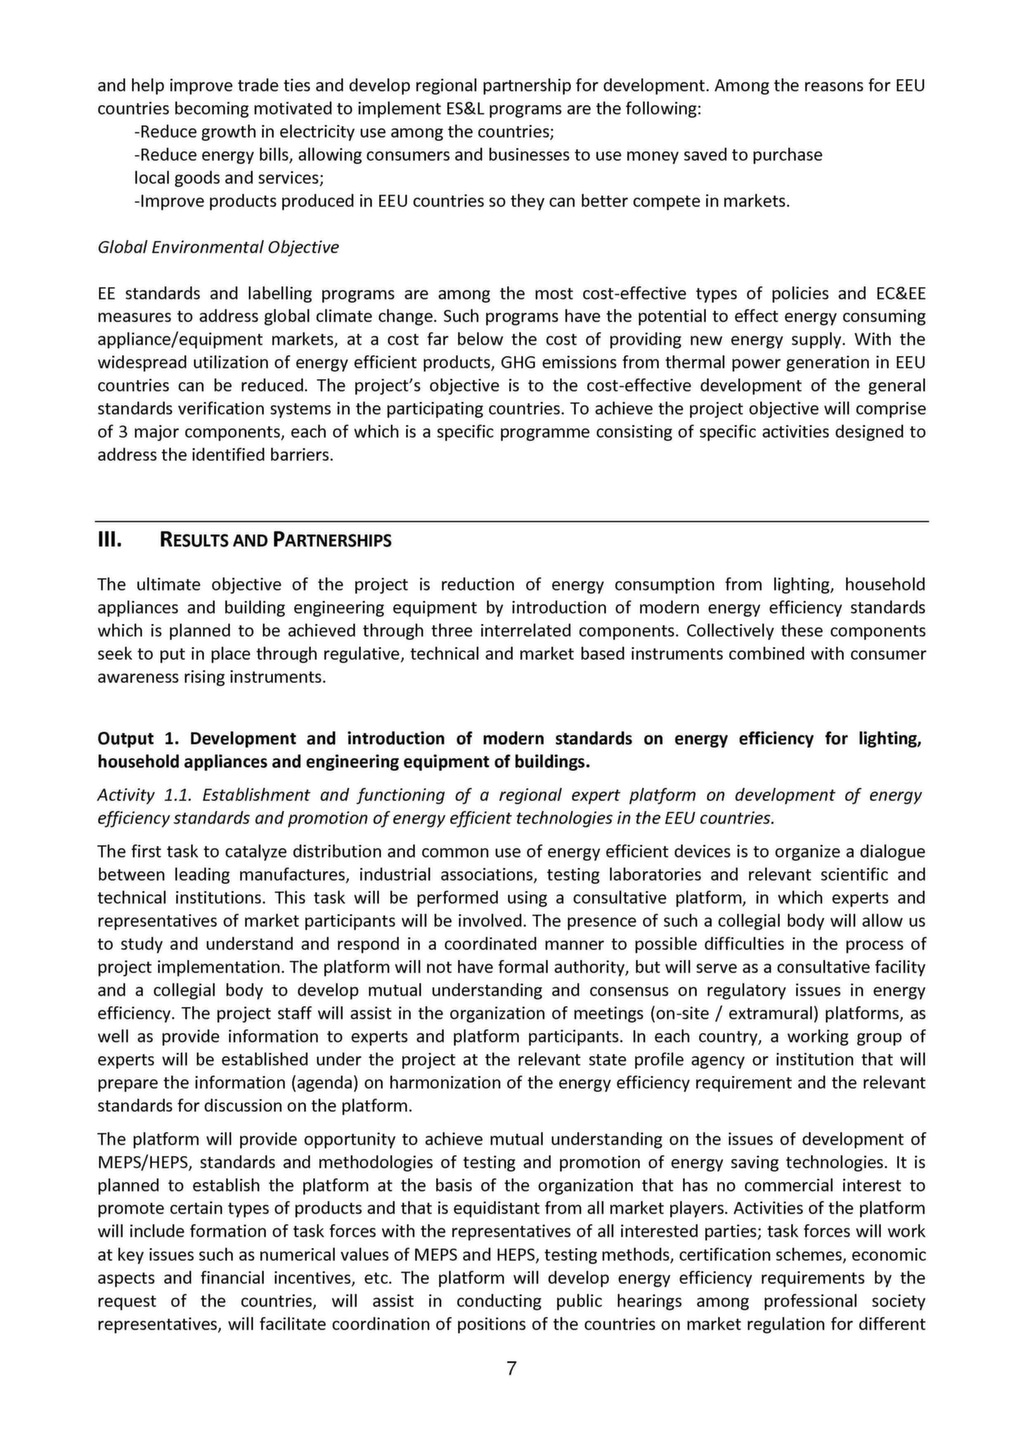 and help improve trade ties and develop regional partnership for development. Among the reasons for EEU
countries becoming motivated to implement ES&L programs are the following:
-Reduce growth in electricity use among the countries;
-Reduce energy bills, allowing consumers and businesses to use money saved to purchase
local goods and services;
-Improve products produced in EEU countries so they can better compete in markets.
Global Environmental Objective
EE standards and labelling programs are among the most cost-effective types of policies and EC&EE
measures to address global climate change. Such programs have the potential to effect energy consuming
appliance/equipment markets, at a cost far below the cost of providing new energy supply. With the
widespread utilization of energy efficient products, GHG emissions from thermal power generation in EEU
countries can be reduced. The project's objective is to the cost-effective development of the general
standards verification systems in the participating countries. To achieve the project objective will comprise
of 3 major components, each of which is a specific programme consisting of specific activities designed to
address the identified barriers.
III. RESULTS AND PARTNERSHIPS
The ultimate objective of the project is reduction of energy consumption from lighting, household
appliances and building engineering equipment by introduction of modern energy efficiency standards
which is planned to be achieved through three interrelated components. Collectively these components
seek to put in place through regulative, technical and market based instruments combined with consumer
awareness rising instruments.
Output 1. Development and introduction of modern standards on energy efficiency for lighting,
household appliances and engineering equipment of buildings.
Activity 1.1. Establishment and functioning of a regional expert platform on development of energy
efficiency standards and promotion of energy efficient technologies in the EEU countries.
The first task to catalyze distribution and common use of energy efficient devices is to organize a dialogue
between leading manufactures, industrial associations, testing laboratories and relevant scientific and
technical institutions. This task will be performed using a consultative platform, in which experts and
representatives of market participants will be involved. The presence of such a collegial body will allow us
to study and understand and respond in a coordinated manner to possible difficulties in the process of
project implementation. The platform will not have formal authority, but will serve as a consultative facility
and a collegial body to develop mutual understanding and consensus on regulatory issues in energy
efficiency. The project staff will assist in the organization of meetings (on-site / extramural) platforms, as
well as provide information to experts and platform participants. In each country, a working group of
experts will be established under the project at the relevant state profile agency or institution that will
prepare the information (agenda) on harmonization of the energy efficiency requirement and the relevant
standards for discussion on the platform.
The platform will provide opportunity to achieve mutual understanding on the issues of development of
MEPS/HEPS, standards and methodologies of testing and promotion of energy saving technologies. It is
planned to establish the platform at the basis of the organization that has no commercial interest to
promote certain types of products and that is equidistant from all market players. Activities of the platform
will include formation of task forces with the representatives of all interested parties; task forces will work
at key issues such as numerical values of MEPS and HEPS, testing methods, certification schemes, economic
aspects and financial incentives, etc. The platform will develop energy efficiency requirements by the
request of the countries, will assist in conducting public hearings among professional society
representatives, will facilitate coordination of positions of the countries on market regulation for different
7